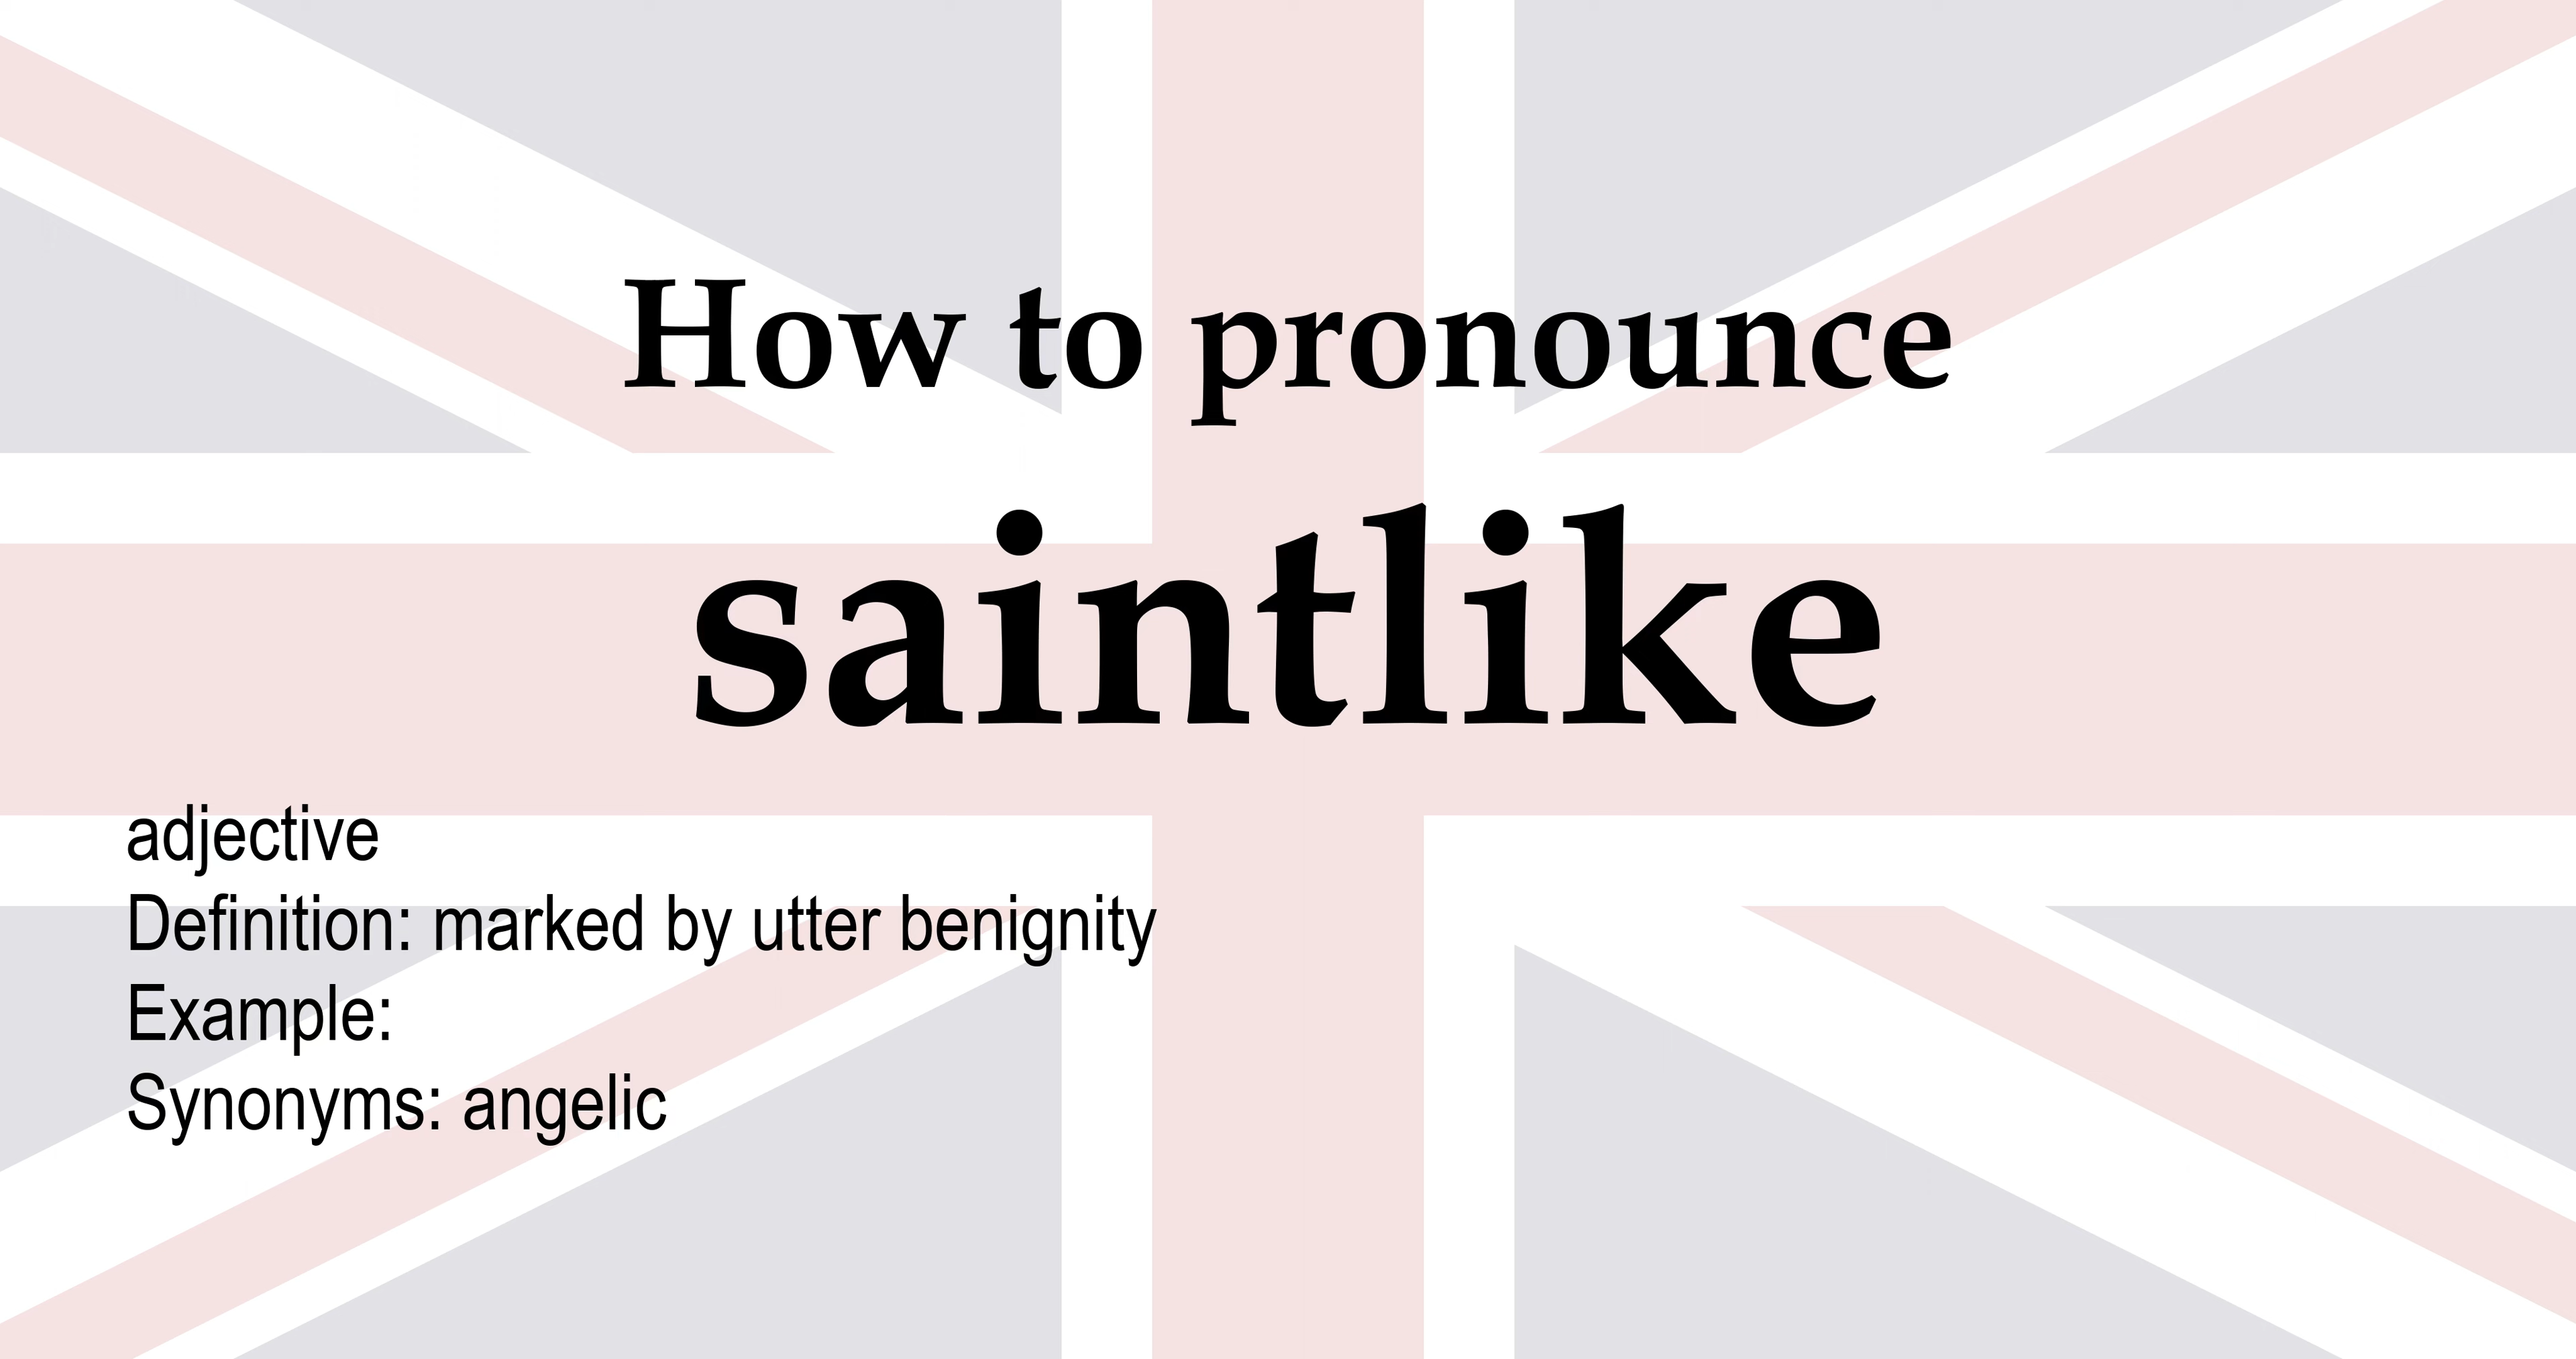 How to pronounce
saintlike
adjective
Definition: marked by utter benignity
Example:
Synonyms: angelic